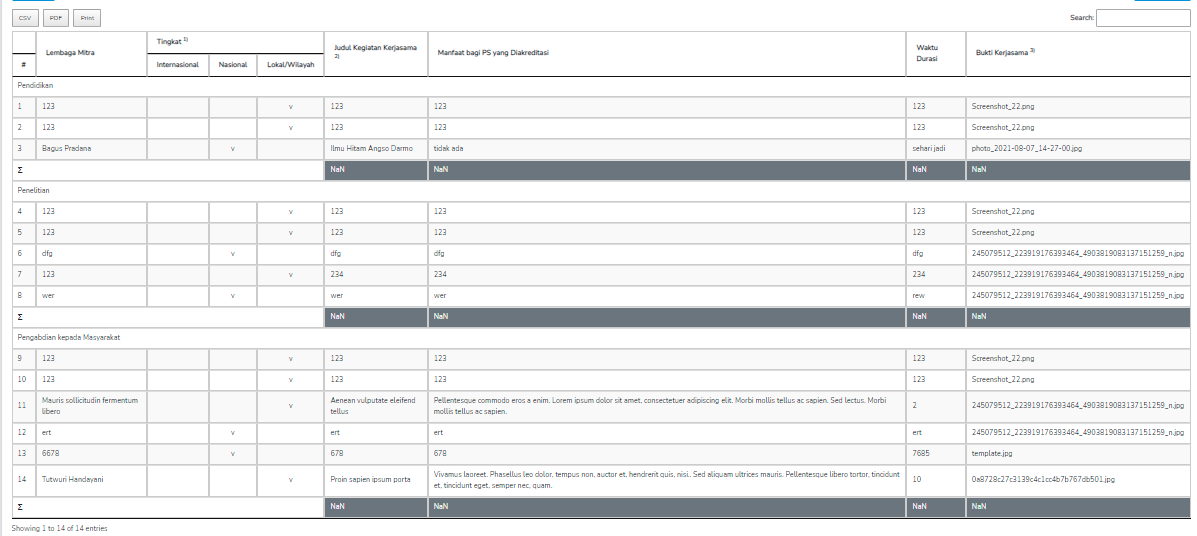 CSV PDF Print Search:
Lembaga Mitra Tingkat 1) Judul Kegiatan Kerjasama 2) Manfaat bagi PS yang Diakreditasi Waktu Durasi Bukti Kerjasama 3)
# Internasional Nasional Lokal/Wilayah
Pendidikan
1 123 v 123 123 123 Screenshot_22.png
2 123 v 123 123 123 Screenshot_22.png
3 Bagus Pradana v Ilmu Hitam Angso Darmo tidak ada sehari jadi photo_2021-08-07_14-27-00.jpg
Σ NaN NaN NaN NaN
Penelitian
4 123 v 123 123 123 Screenshot_22.png
5 123 v 123 123 123 Screenshot_22.png
6 dfg v dfg dfg dfg 245079512_223919176393464_4903819083137151259_n.jpg
7 123 v 234 234 234 245079512_223919176393464_4903819083137151259_n.jpg
8 wer v wer wer rew 245079512_223919176393464_4903819083137151259_n.jpg
Σ NaN NaN NaN NaN
Pengabdian kepada Masyarakat
9 123 v 123 123 123 Screenshot_22.png
10 123 v 123 123 123 Screenshot_22.png
11 Mauris sollicitudin fermentum libero v Aenean vulputate eleifend tellus Pellentesque commodo eros a enim. Lorem ipsum dolor sit amet, consectetuer adipiscing elit. Morbi mollis tellus ac sapien. Sed lectus. Morbi mollis tellus ac sapien. 2 245079512_223919176393464_4903819083137151259_n.jpg
12 ert v ert ert ert 245079512_223919176393464_4903819083137151259_n.jpg
13 6678 v 678 678 7685 template.jpg
14 Tutwuri Handayani v Proin sapien ipsum porta Vivamus laoreet. Phasellus leo dolor, tempus non, auctor et, hendrerit quis, nisi.. Sed aliquam ultrices mauris. Pellentesque libero tortor, tincidunt et, tincidunt eget, semper nec, quam. 10 0a8728c27c3139c4c1cc4b7b767db501.jpg
Σ NaN NaN NaN NaN
Showing 1 to 14 of 14 entries